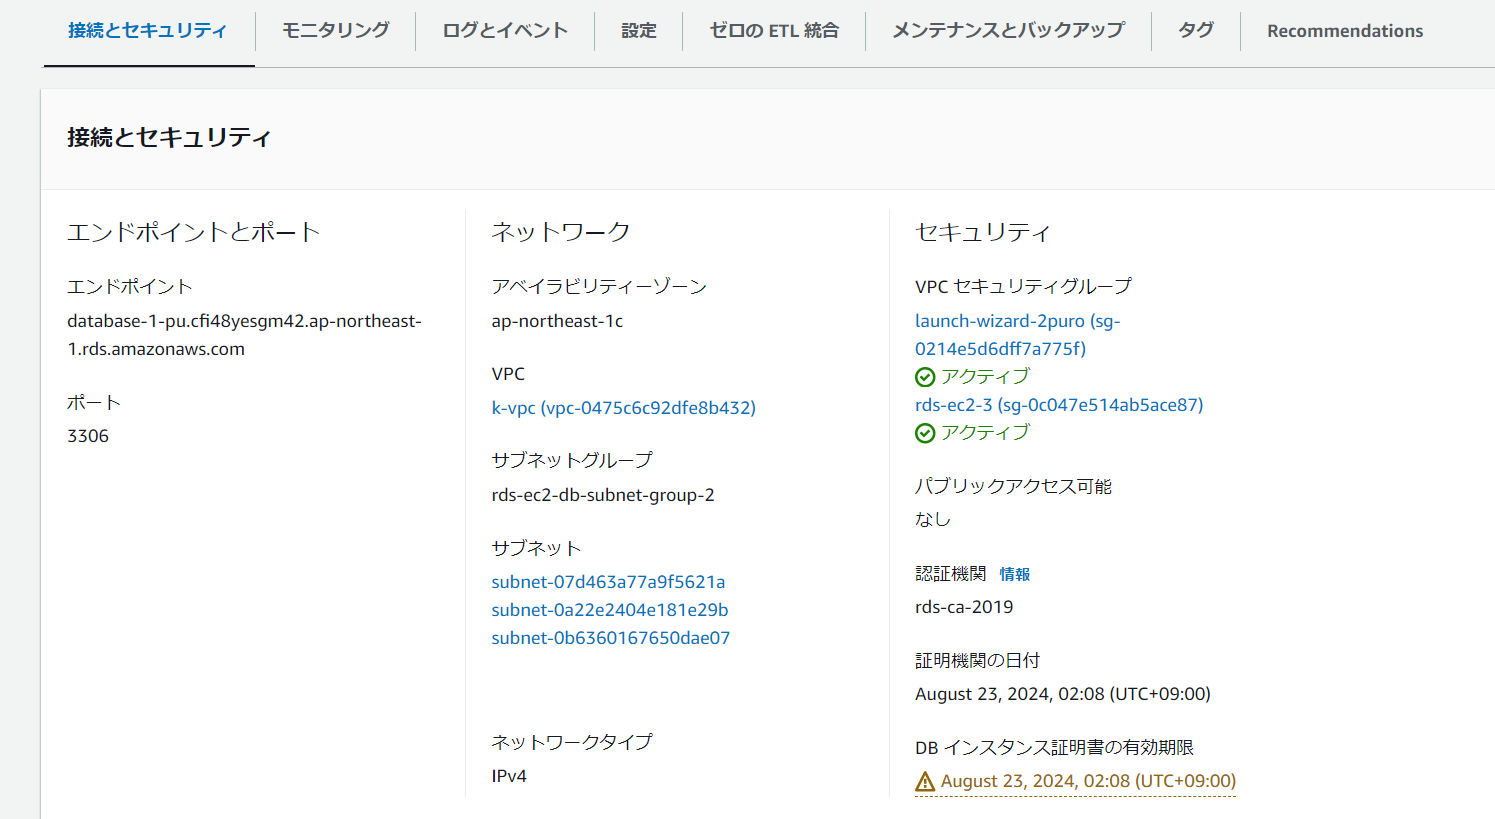 接続とセキュリティ
モニタリング
ログとイベント
設定
ゼロの ETL 統合
メンテナンスとバックアップ
タグ
Recommendations
接続とセキュリティ
エンドポイントとポート
エンドポイント
database-1-pu.cfi48yesgm42.ap-northeast-
1.rds.amazonaws.com
ポート
3306
ネットワーク
アベイラビリティーゾーン
ap-northeast-1c
VPC
k-vpc (vpc-0475c6c92dfe8b432)
サブネットグループ
rds-ec2-db-subnet-group-2
サブネット
subnet-07d463a77a9f5621a
subnet-0a22e2404e181e29b
subnet-0b6360167650dae07
ネットワークタイプ
IPv4
セキュリティ
VPC セキュリティグループ
launch-wizard-2puro (sg-
0214e5d6dff7a775f)
アクティブ
rds-ec2-3 (sg-0c047e514ab5ace87)
アクティブ
パブリックアクセス可能
なし
認証機関 情報
rds-ca-2019
証明機関の日付
August 23, 2024, 02:08 (UTC+09:00)
DB インスタンス証明書の有効期限
August 23, 2024, 02:08 (UTC+09:00)